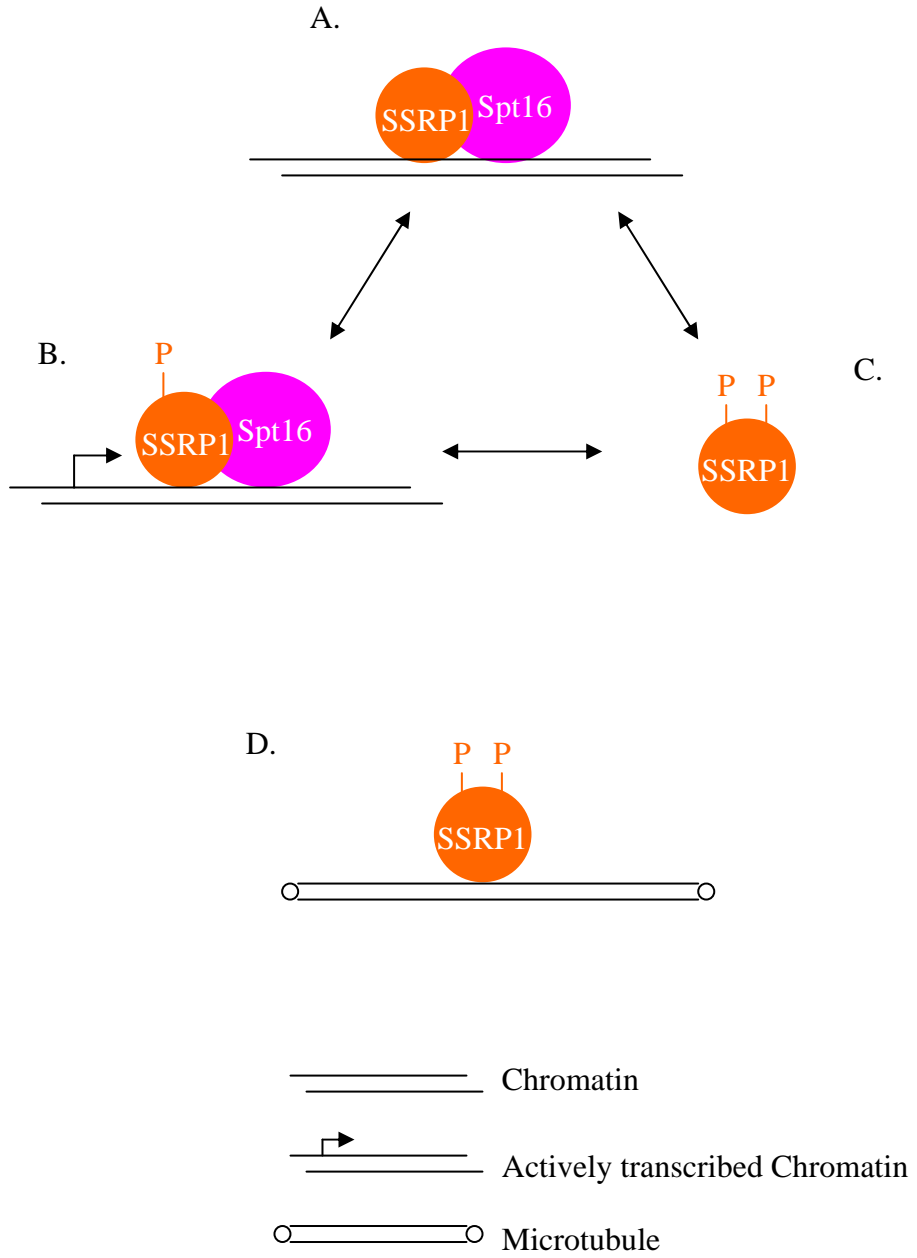 A.
SSRP1 Spt16
B.
P
SSRP1 Spt16
C.
P P
SSRP1
D.
P P
SSRP1
Chromatin
Actively transcribed Chromatin
Microtubule